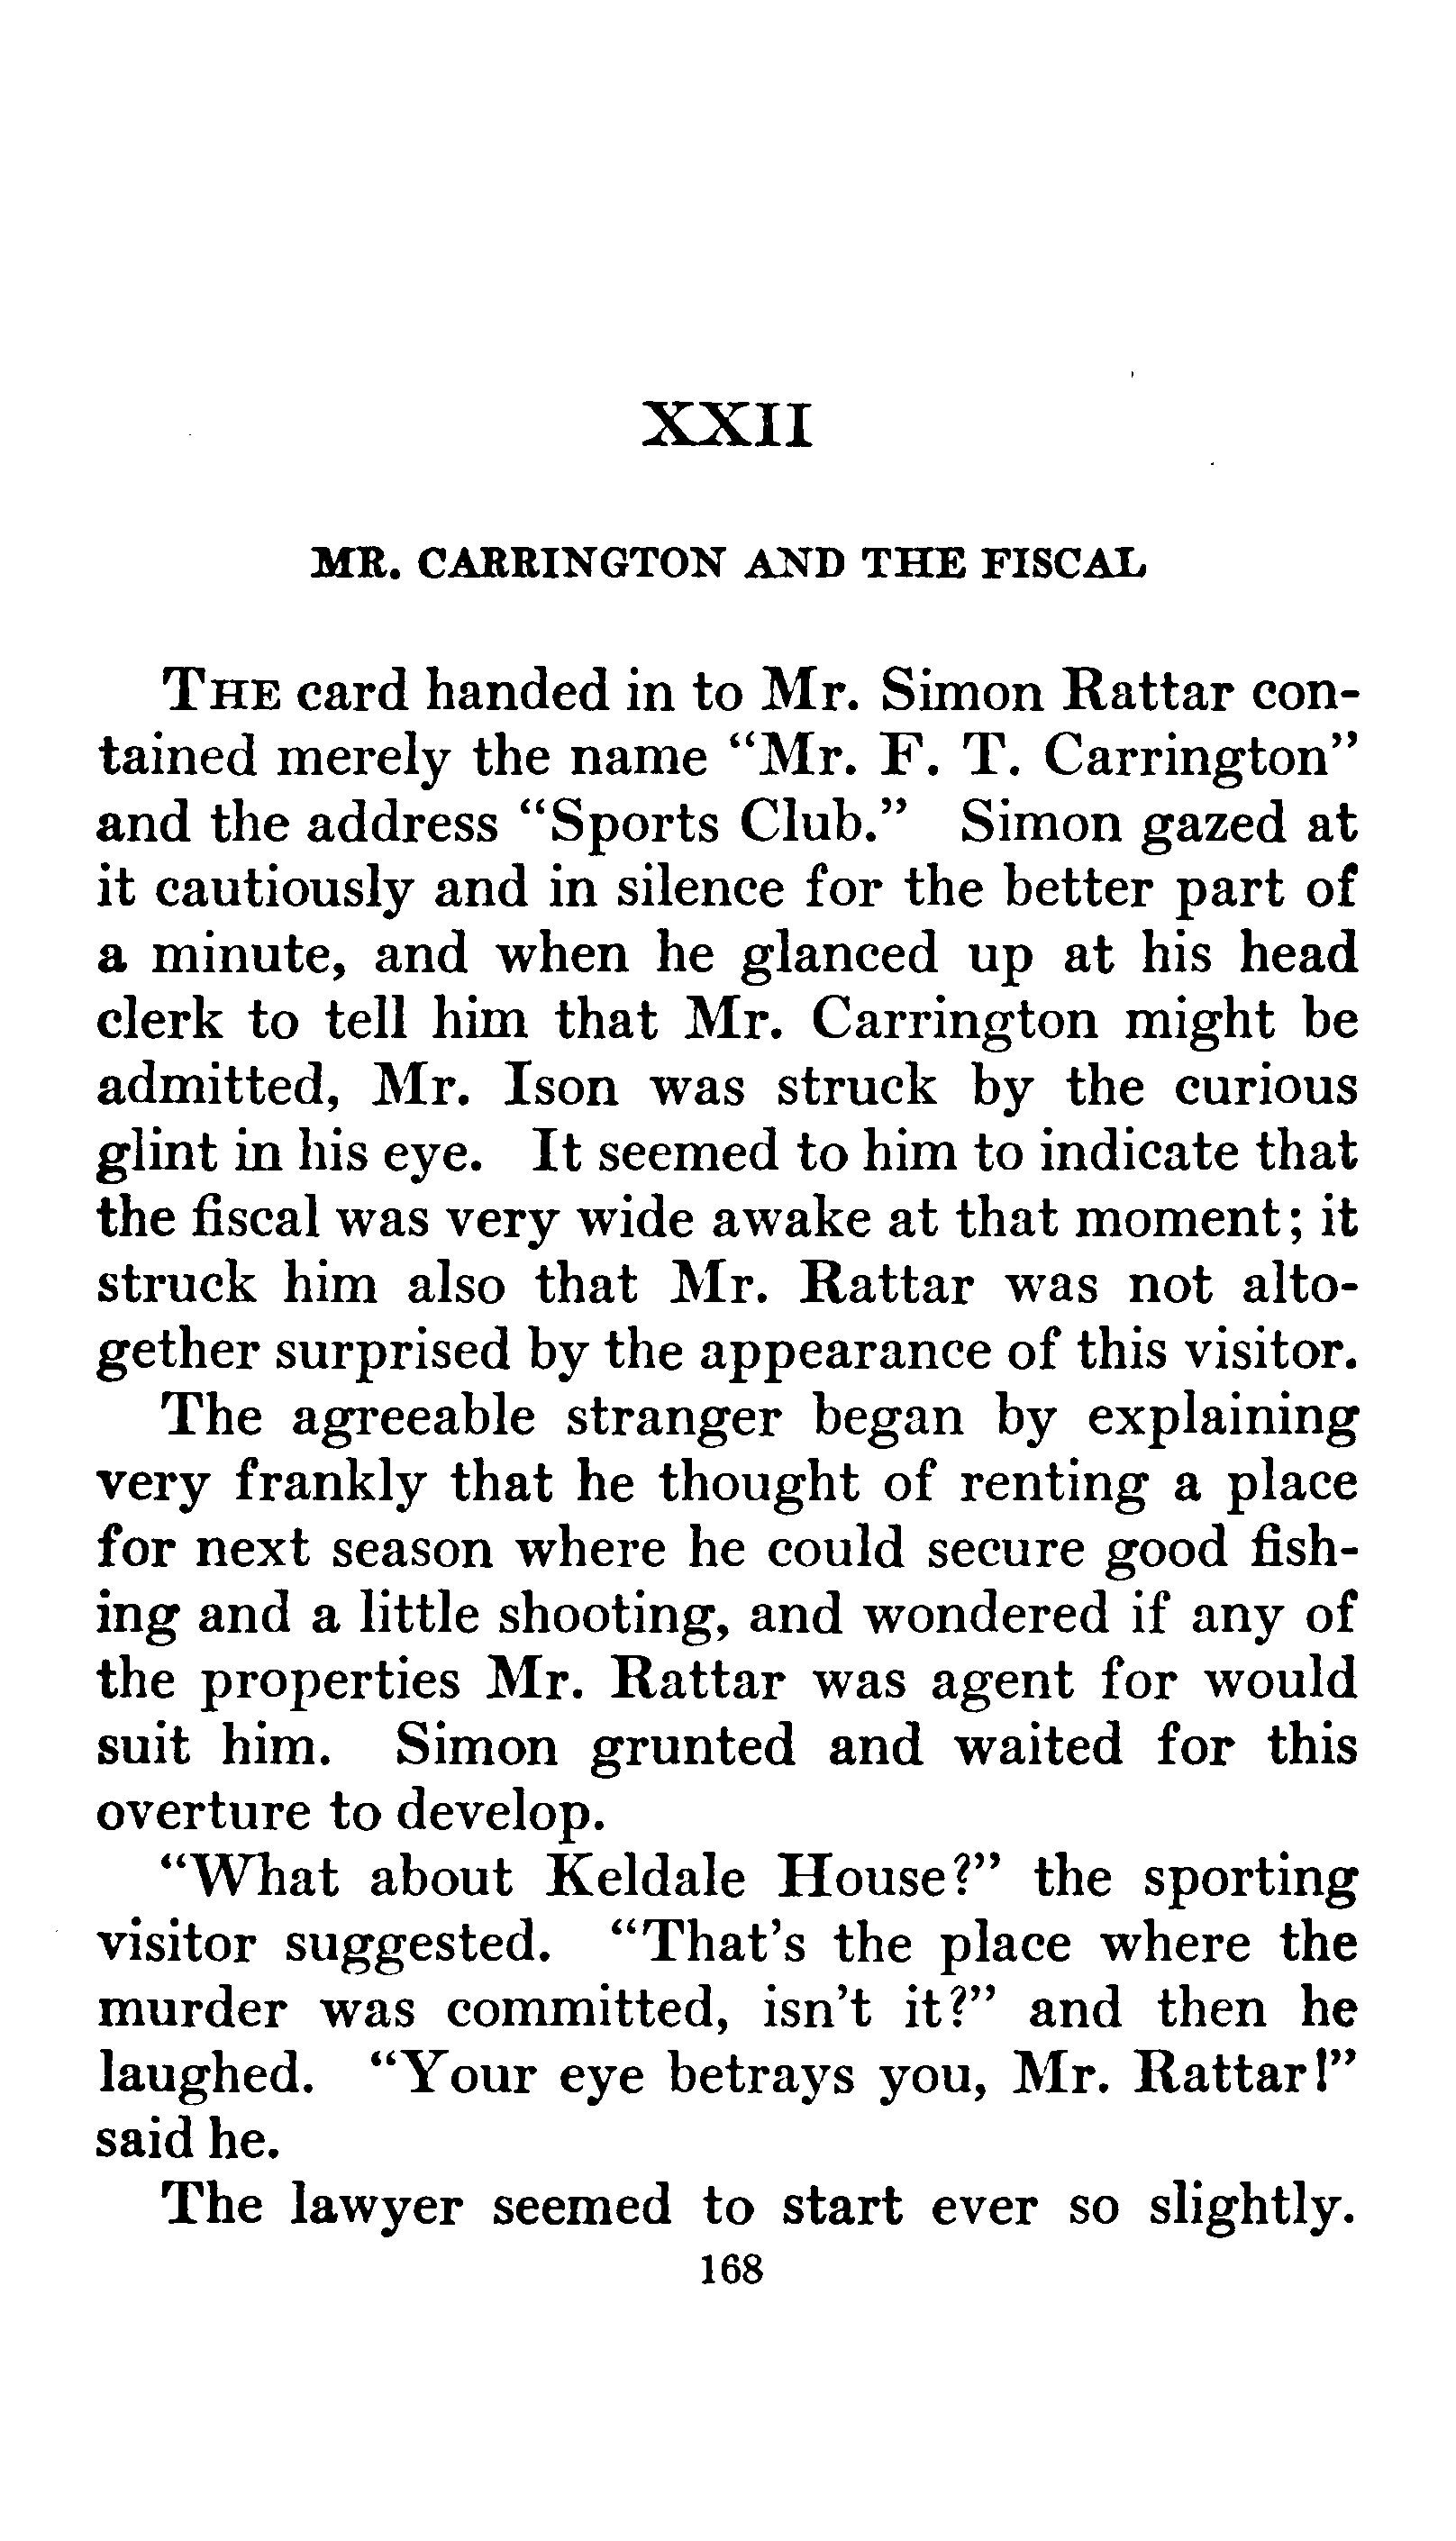 XXII
MR. CARRINGTON AND THE FISCAL
THE card handed in to Mr. Simon Rattar con-
tained merely the name “Mr. F. T. Carrington”
and the address “Sports Club.” Simon gazed at
it cautiously and in silence for the better part of
a minute, and when he glanced up at his head
clerk to tell him that Mr. Carrington might be
admitted, Mr. Ison was struck by the curious
glint in his eye. It seemed to him to indicate that
the fiscal was very wide awake at that moment; it
struck him also that Mr. Rattar was not alto-
gether surprised by the appearance of this visitor.
The agreeable stranger began by explaining
very frankly that he thought of renting a place
for next season where he could secure good fish-
ing and a little shooting, and wondered if any of
the properties Mr. Rattar was agent for would
suit him. Simon grunted and waited for this
overture to develop.
“What about Keldale House?” the sporting
visitor suggested. “That's the place where the
murder was committed, isn't it?” and then he
laughed. “Your eye betrays you, Mr. Rattar!”
said he.
The lawyer seemed to start ever so slightly.
168